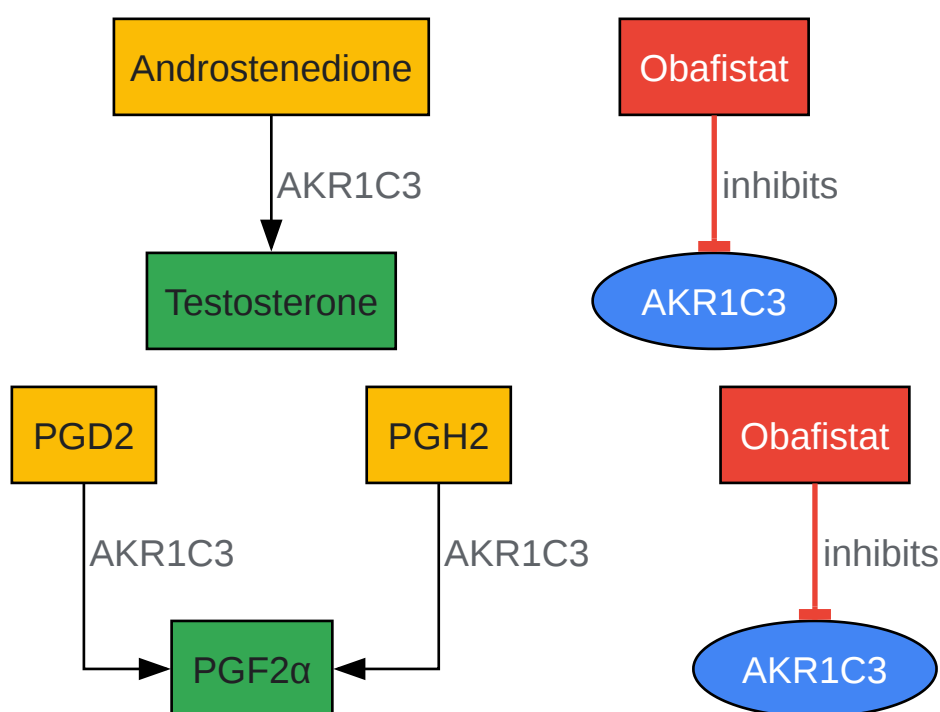 Androstenedione
Obafistat
AKR1C3
inhibits
Testosterone
AKR1C3
PGD2
PGH2
Obafistat
AKR1C3
AKR1C3
inhibits
PGF2α
AKR1C3